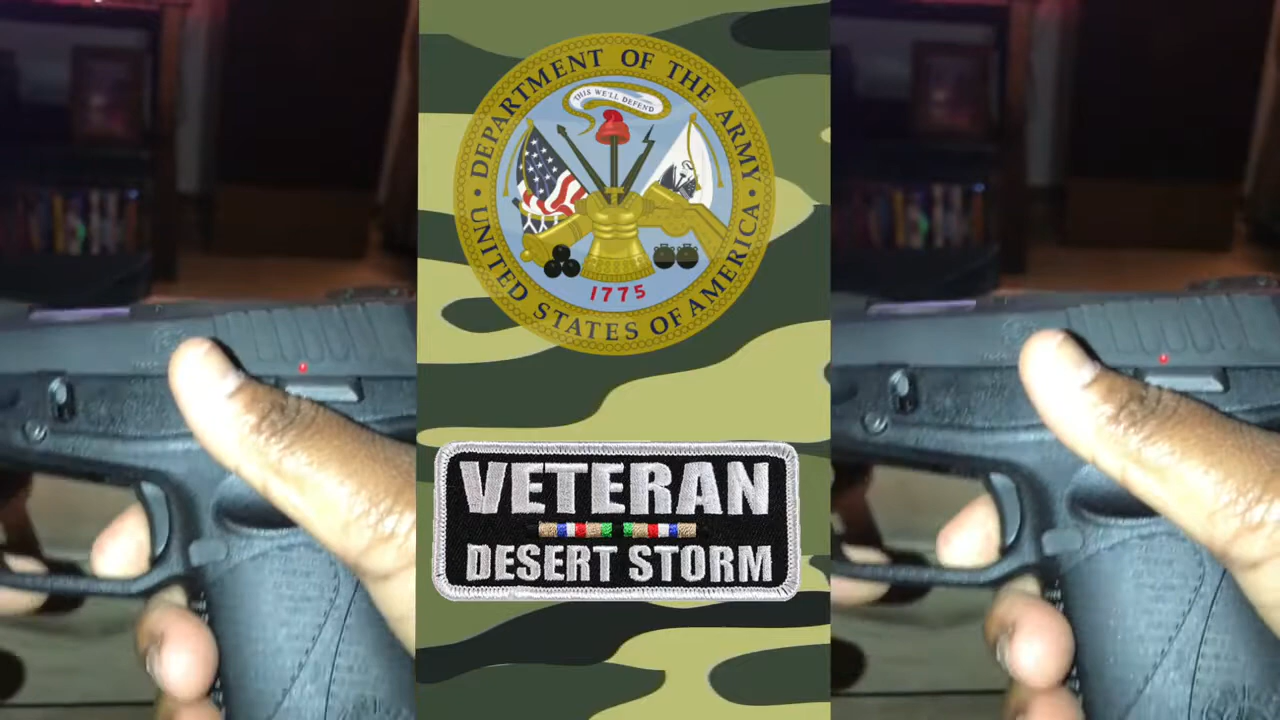 DEPARTMENT OF THE ARMY
THIS WE'LL DEFEND
1775
UNITED STATES OF AMERICA
VETERAN
DESERT STORM